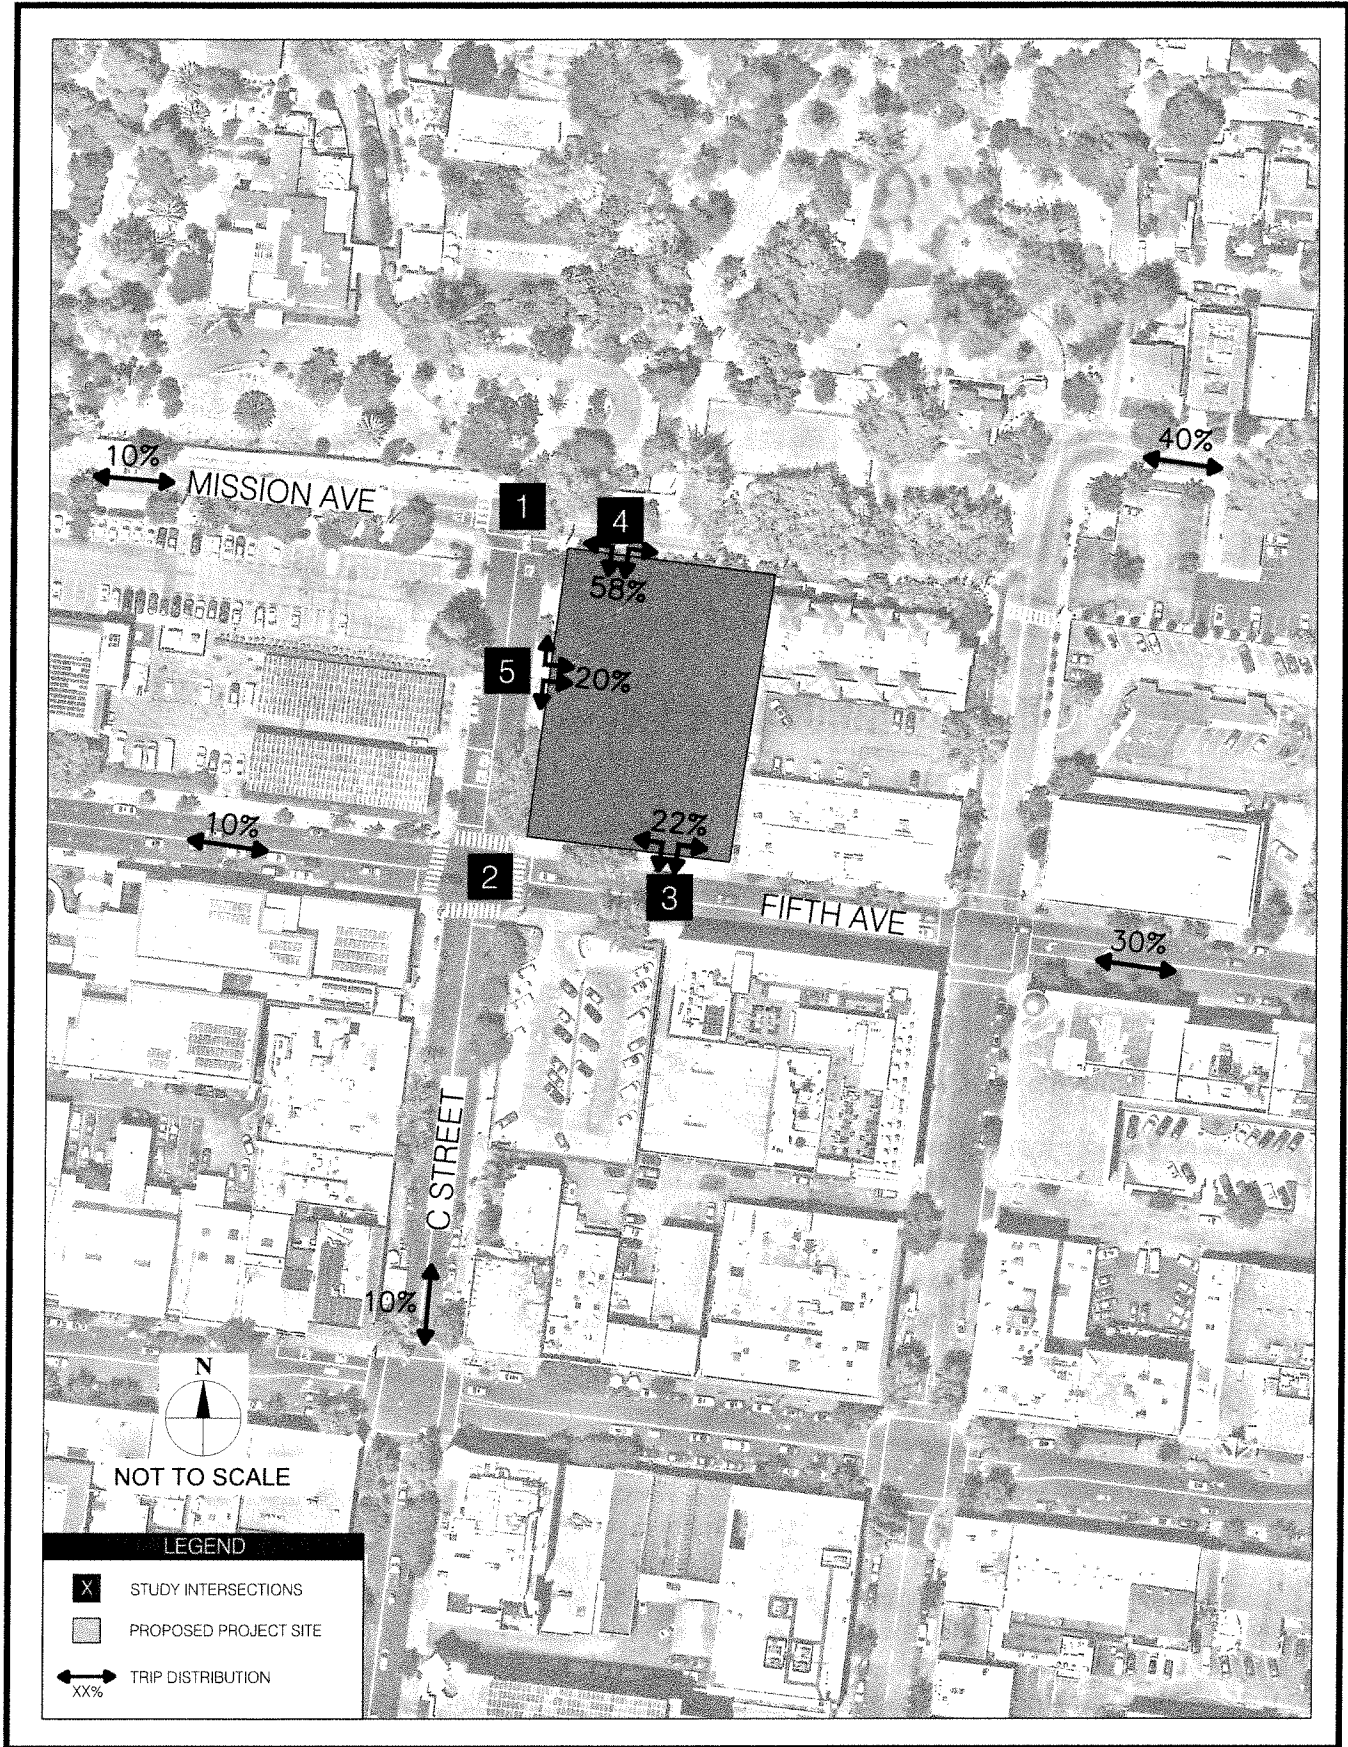 10%
MISSION AVE
40%
1
4
58%
5
20%
10%
22%
2
3
FIFTH AVE
30%
C STREET
10%
N
NOT TO SCALE
LEGEND
X STUDY INTERSECTIONS
PROPOSED PROJECT SITE
XX% TRIP DISTRIBUTION